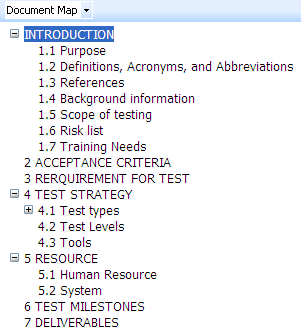 Document Map
INTRODUCTION
1.1 Purpose
1.2 Definitions, Acronyms, and Abbreviations
1.3 References
1.4 Background information
1.5 Scope of testing
1.6 Risk list
1.7 Training Needs
2 ACCEPTANCE CRITERIA
3 RERQUIREMENT FOR TEST
4 TEST STRATEGY
4.1 Test types
4.2 Test Levels
4.3 Tools
5 RESOURCE
5.1 Human Resource
5.2 System
6 TEST MILESTONES
7 DELIVERABLES